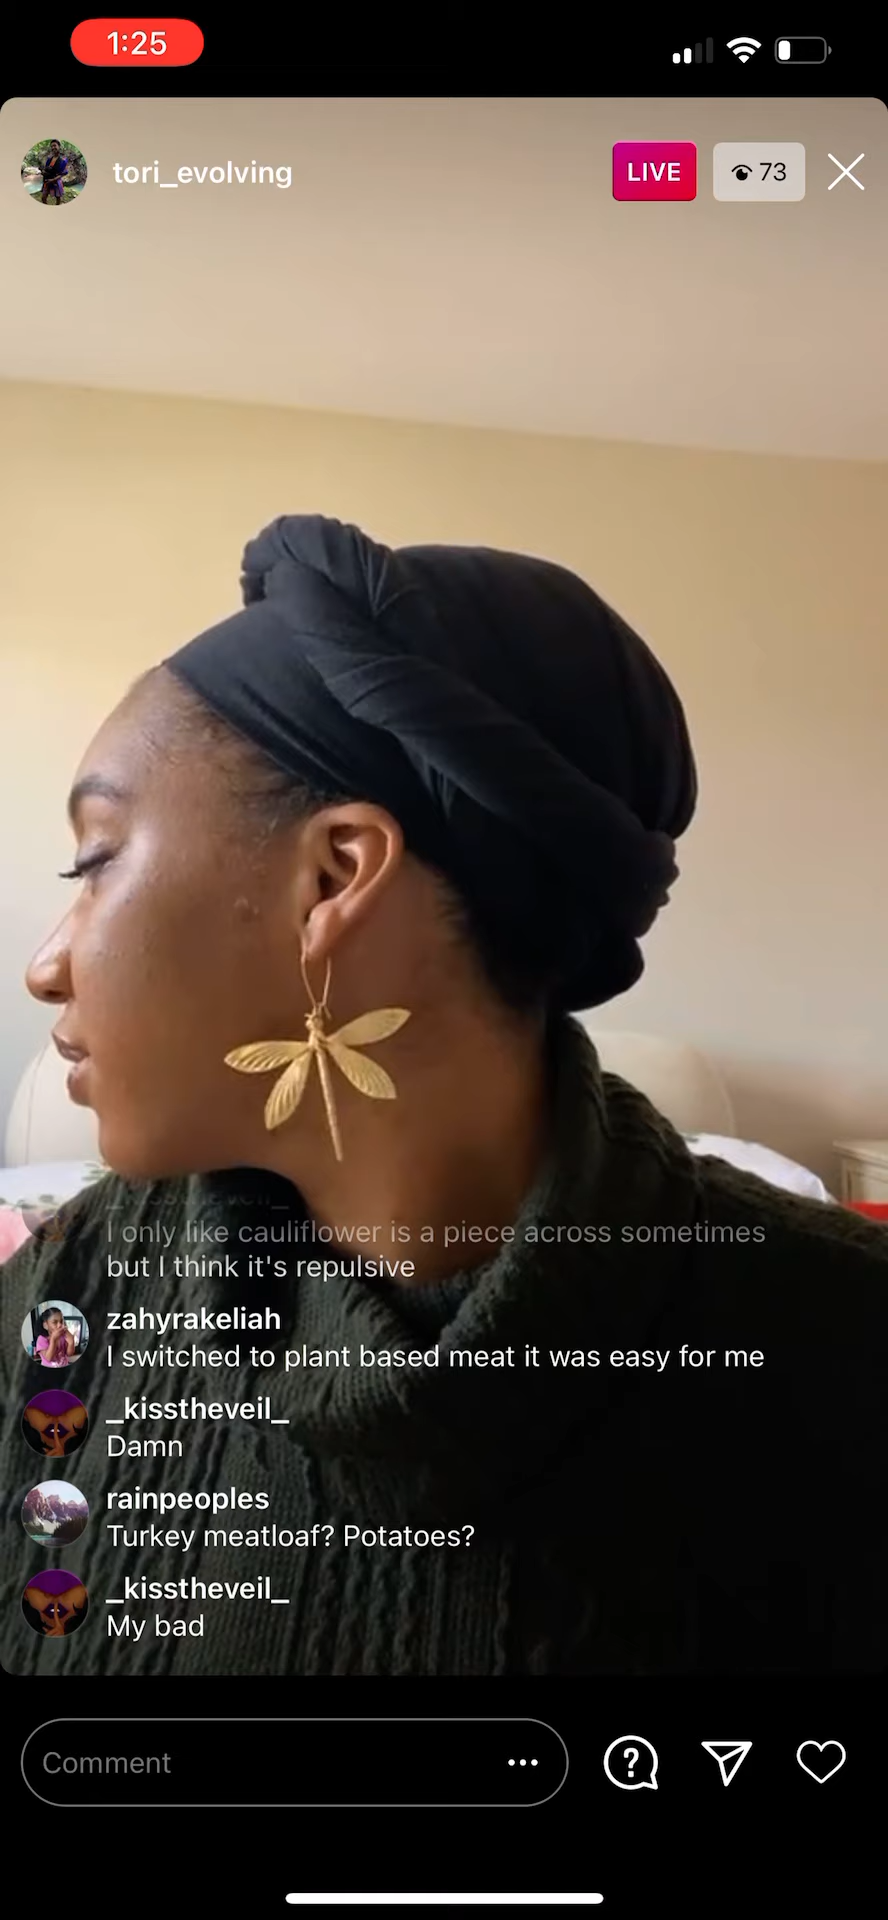 1:25
tori_evolving
LIVE
73
_kisstheveil_
I only like cauliflower is a piece across sometimes
but I think it's repulsive
zahyrakeliah
I switched to plant based meat it was easy for me
_kisstheveil_
Damn
rainpeoples
Turkey meatloaf? Potatoes?
_kisstheveil_
My bad
Comment